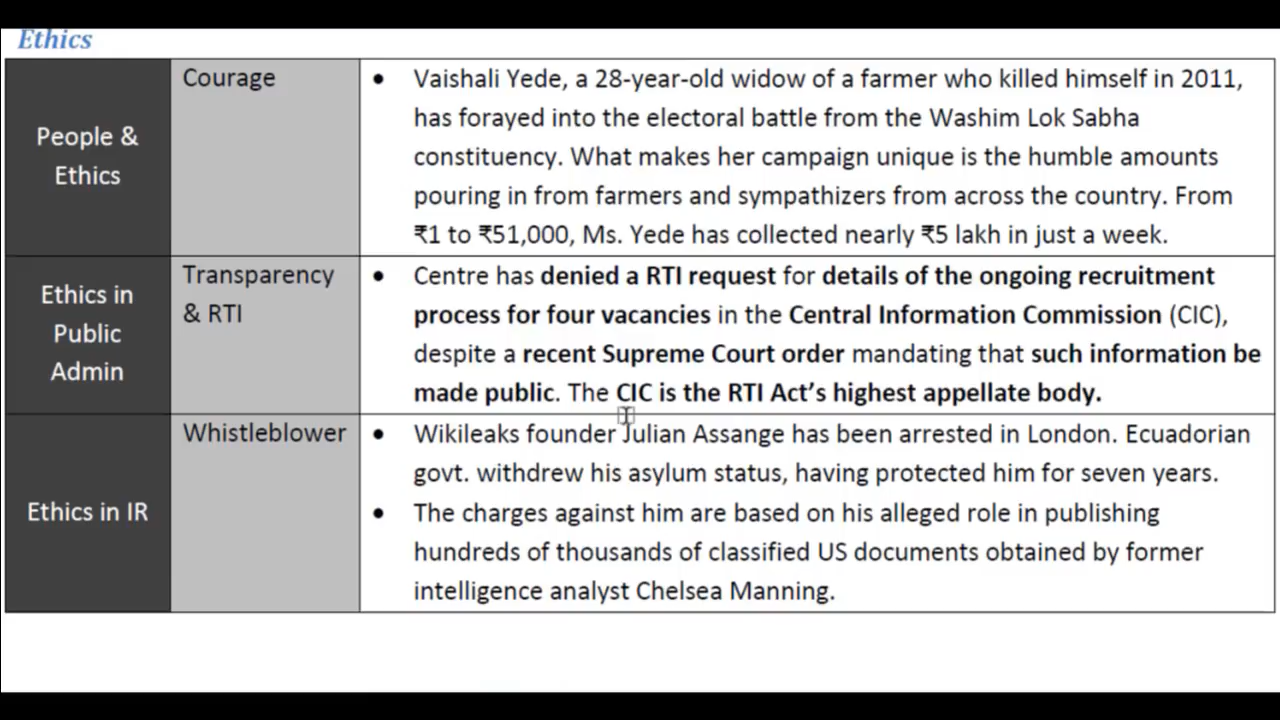 Ethics
People &
Ethics
Courage
• Vaishali Yede, a 28-year-old widow of a farmer who killed himself in 2011,
has forayed into the electoral battle from the Washim Lok Sabha
constituency. What makes her campaign unique is the humble amounts
pouring in from farmers and sympathizers from across the country. From
₹1 to ₹51,000, Ms. Yede has collected nearly ₹5 lakh in just a week.
Ethics in
Public
Admin
Transparency
& RTI
• Centre has denied a RTI request for details of the ongoing recruitment
process for four vacancies in the Central Information Commission (CIC),
despite a recent Supreme Court order mandating that such information be
made public. The CIC is the RTI Act's highest appellate body.
Ethics in IR
Whistleblower
• Wikileaks founder Julian Assange has been arrested in London. Ecuadorian
govt. withdrew his asylum status, having protected him for seven years.
• The charges against him are based on his alleged role in publishing
hundreds of thousands of classified US documents obtained by former
intelligence analyst Chelsea Manning.